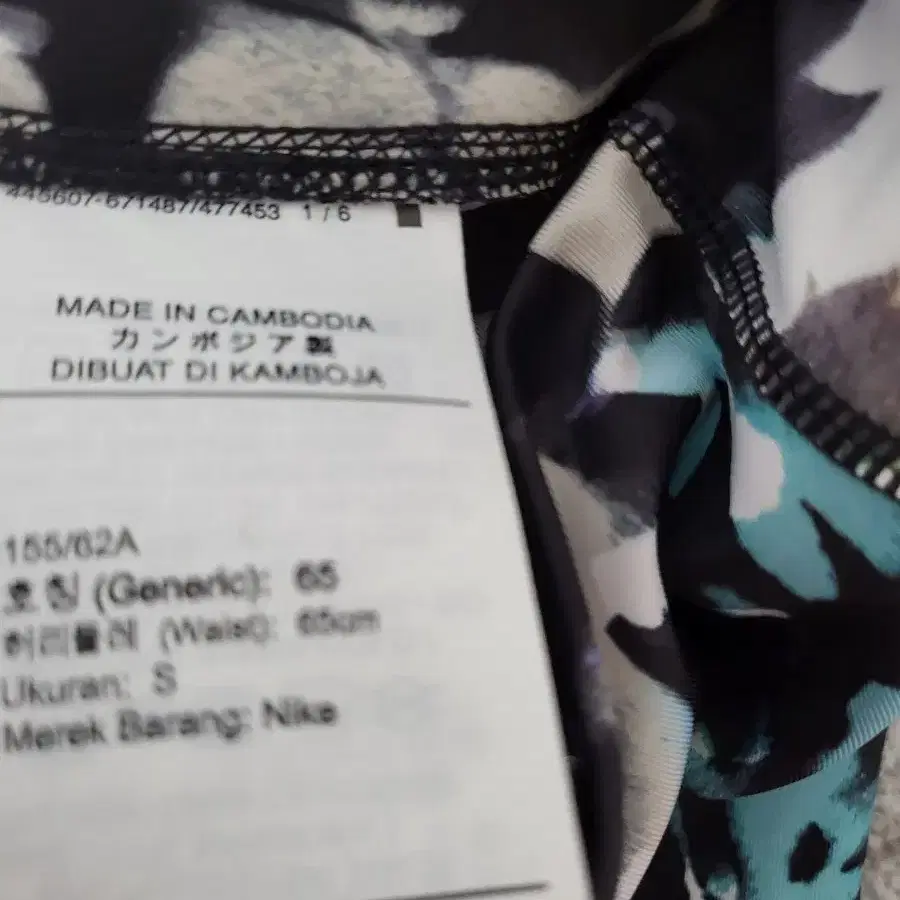 445607-671487/477453 1/6
MADE IN CAMBODIA
カンボジア製
DIBUAT DI KAMBOJA
155/62A
호칭 (Generic): 65
허리둘레 (Waist): 65cm
Ukuran: S
Merek Barang: Nike